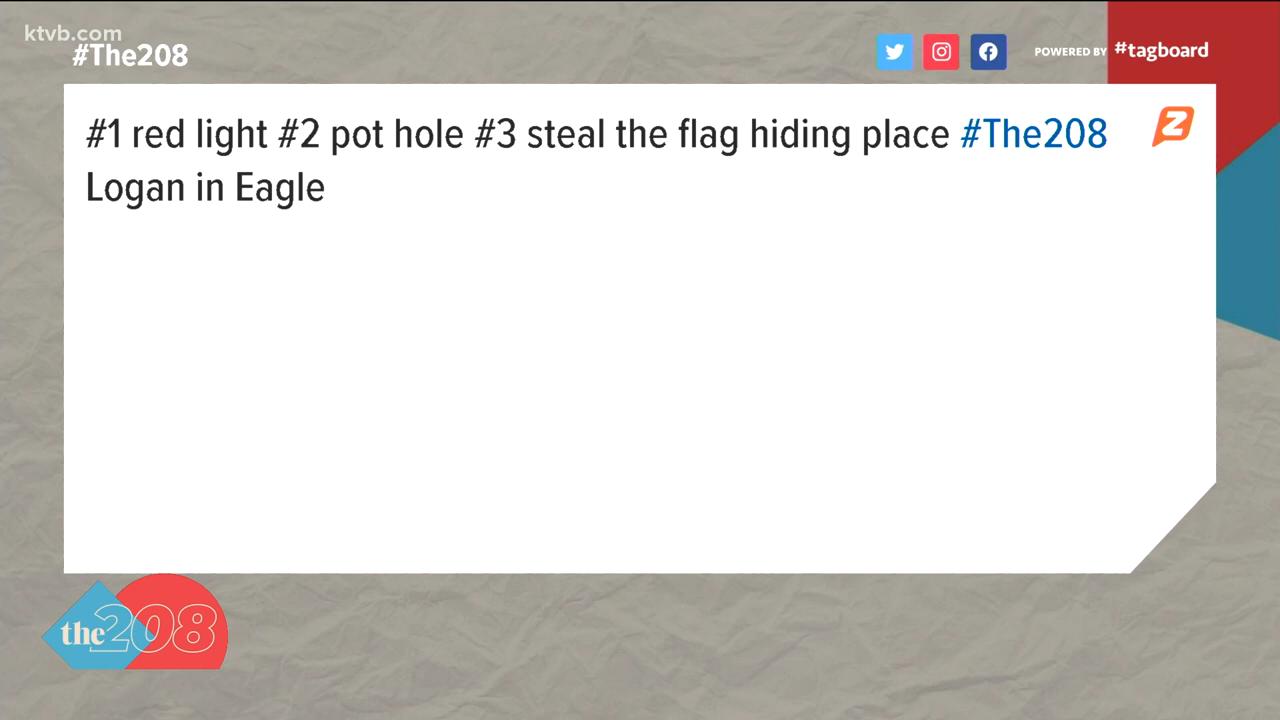 ktvb.com
#The208
POWERED BY #tagboard
#1 red light #2 pot hole #3 steal the flag hiding place #The208
Logan in Eagle
the208